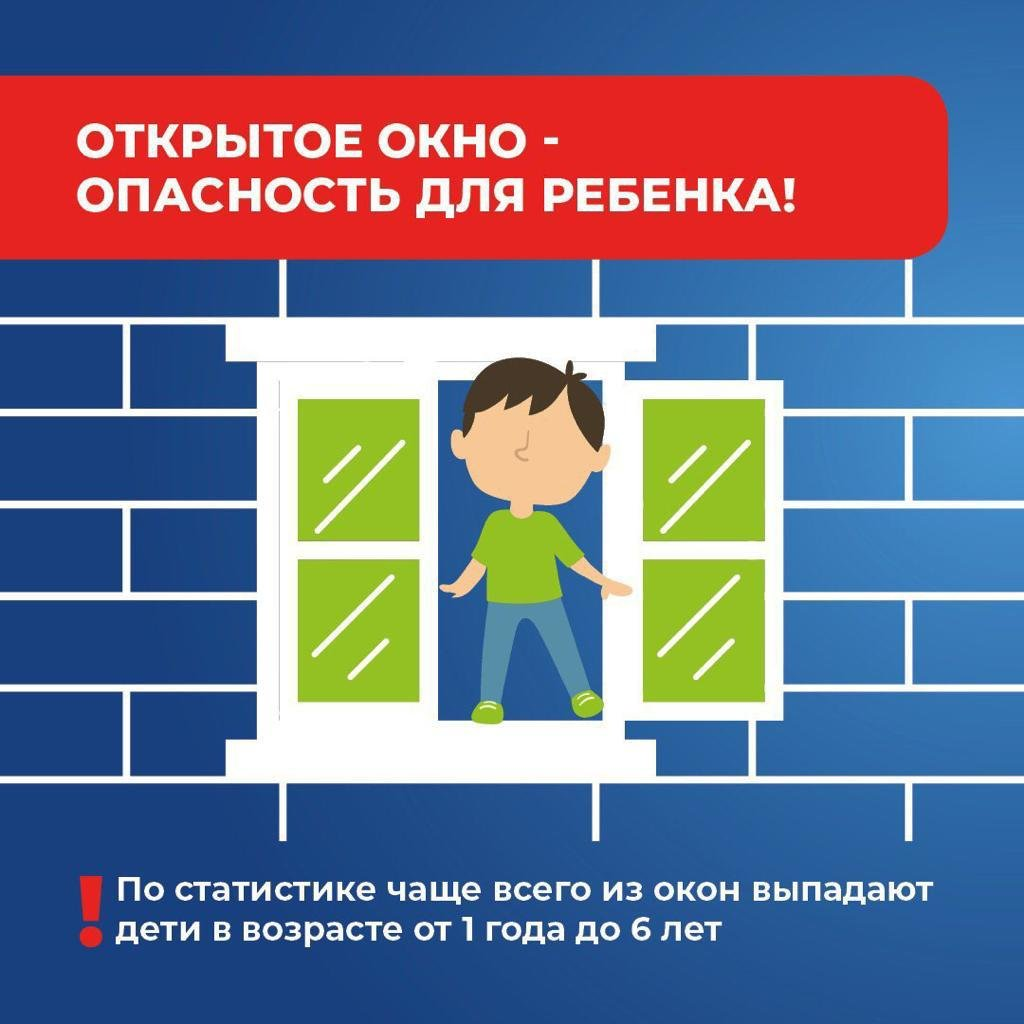 ОТКРЫТОЕ ОКНО -
ОПАСНОСТЬ ДЛЯ РЕБЕНКА!
! По статистике чаще всего из окон выпадают
дети в возрасте от 1 года до 6 лет